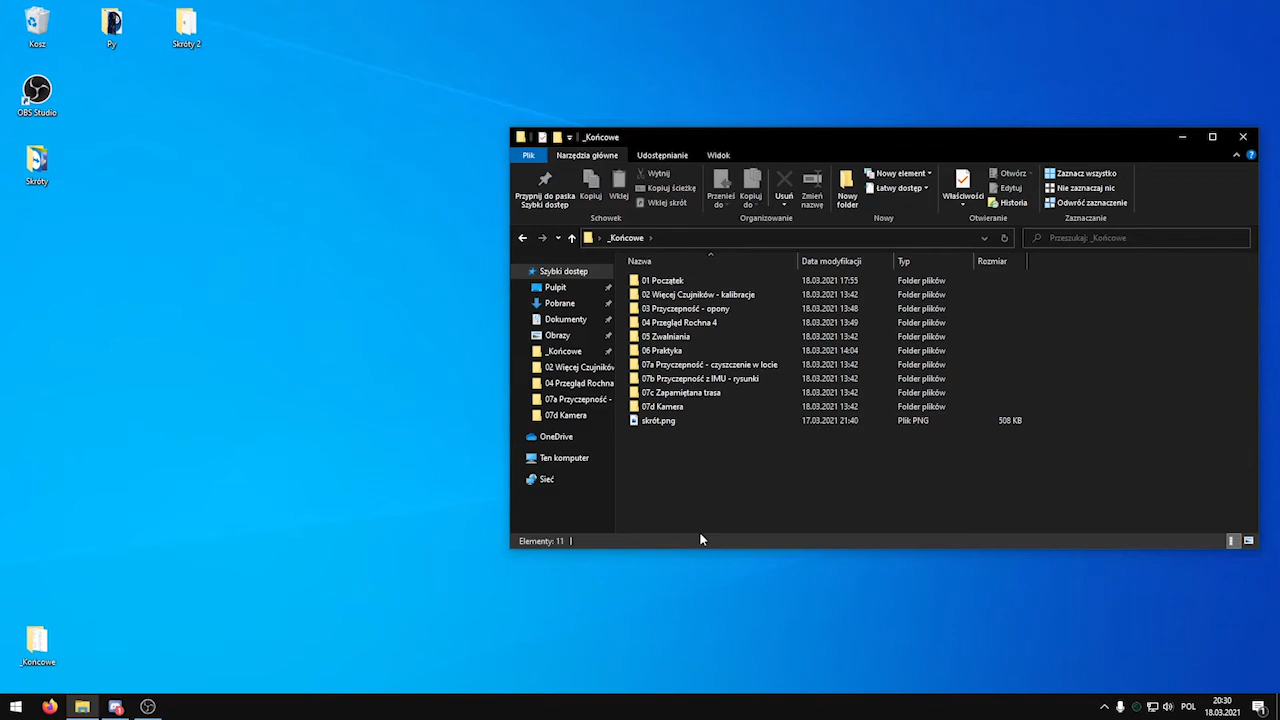 Kosz
Py
Skróty 2
OBS Studio
Skróty
_Końcowe
_Końcowe
Plik
Narzędzia główne
Udostępnianie
Widok
Przypnij do paska
Szybki dostęp
Kopiuj
Wklej
Wytnij
Kopiuj ścieżkę
Wklej skrót
Schowek
Przenieś
do
Kopiuj
do
Usuń
Zmień
nazwę
Organizowanie
Nowy
folder
Nowy element
Łatwy dostęp
Nowy
Właściwości
Otwórz
Edytuj
Historia
Otwieranie
Zaznacz wszystko
Nie zaznaczaj nic
Odwróć zaznaczenie
Zaznaczanie
_Końcowe
Przeszukaj: _Końcowe
Szybki dostęp
Pulpit
Pobrane
Dokumenty
Obrazy
_Końcowe
02 Więcej Czujników
04 Przegląd Rochna
07a Przyczepność -
07d Kamera
OneDrive
Ten komputer
Sieć
Nazwa Data modyfikacji Typ Rozmiar
01 Początek 18.03.2021 17:55 Folder plików
02 Więcej Czujników - kalibracje 18.03.2021 13:42 Folder plików
03 Przyczepność - opony 18.03.2021 13:48 Folder plików
04 Przegląd Rochna 4 18.03.2021 13:49 Folder plików
05 Zwalniania 18.03.2021 13:42 Folder plików
06 Praktyka 18.03.2021 14:04 Folder plików
07a Przyczepność - czyszczenie w locie 18.03.2021 13:42 Folder plików
07b Przyczepność z IMU - rysunki 18.03.2021 13:42 Folder plików
07c Zapamiętana trasa 18.03.2021 13:42 Folder plików
07d Kamera 18.03.2021 13:42 Folder plików
skrót.png 17.03.2021 21:40 Plik PNG 508 KB
Elementy: 11
POL
20:30
18.03.2021
1